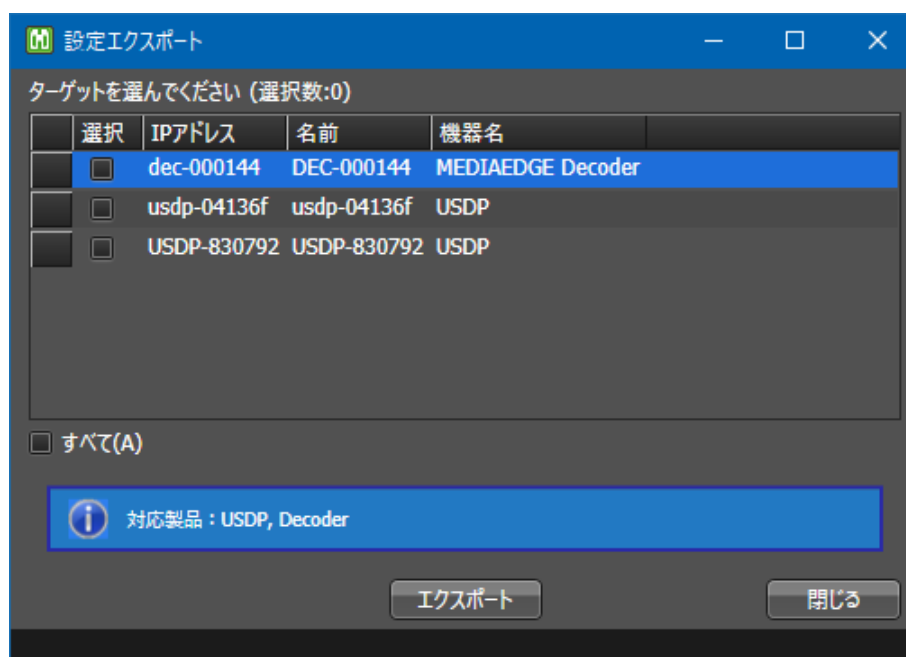 設定エクスポート
ターゲットを選んでください (選択数:0)
選択 IPアドレス 名前 機器名
dec-000144 DEC-000144 MEDIAEDGE Decoder
usdp-04136f usdp-04136f USDP
USDP-830792 USDP-830792 USDP
すべて(A)
対応製品：USDP, Decoder
エクスポート 閉じる